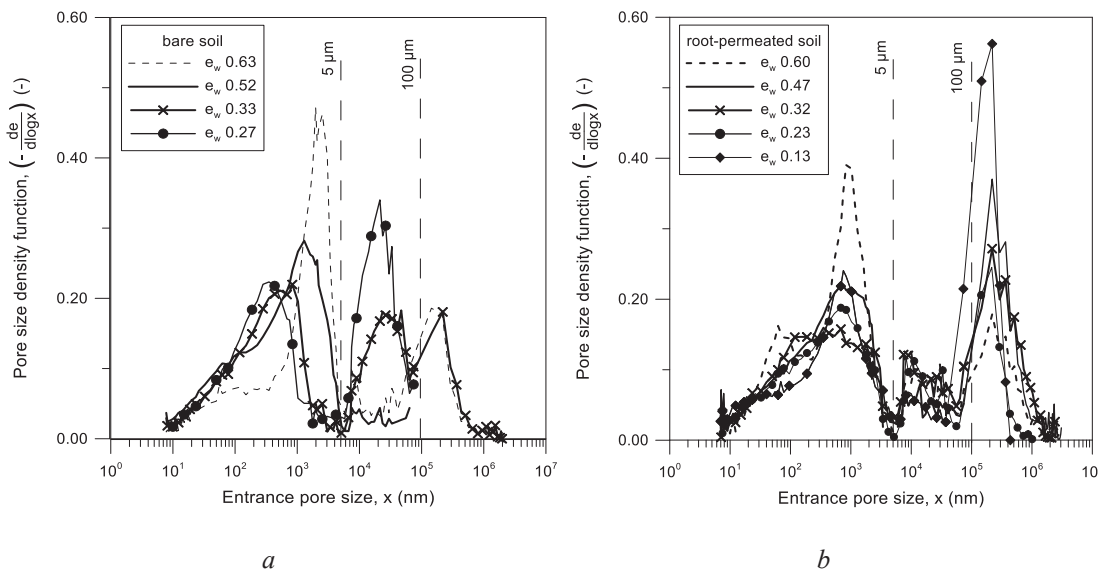 0.60
0.40
0.20
0.00
Pore size density function, (- de/dlogx) (-)
bare soil
e_w 0.63
e_w 0.52
e_w 0.33
e_w 0.27
5 µm
100 µm
10^0 10^1 10^2 10^3 10^4 10^5 10^6 10^7
Entrance pore size, x (nm)
a
0.60
0.40
0.20
0.00
Pore size density function, (- de/dlogx) (-)
root-permeated soil
e_w 0.60
e_w 0.47
e_w 0.32
e_w 0.23
e_w 0.13
5 µm
100 µm
10^0 10^1 10^2 10^3 10^4 10^5 10^6 10
Entrance pore size, x (nm)
b